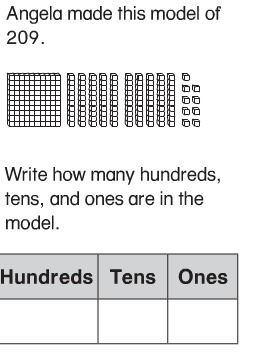 Angela made this model of
209.
Write how many hundreds,
tens, and ones are in the
model.
Hundreds Tens Ones